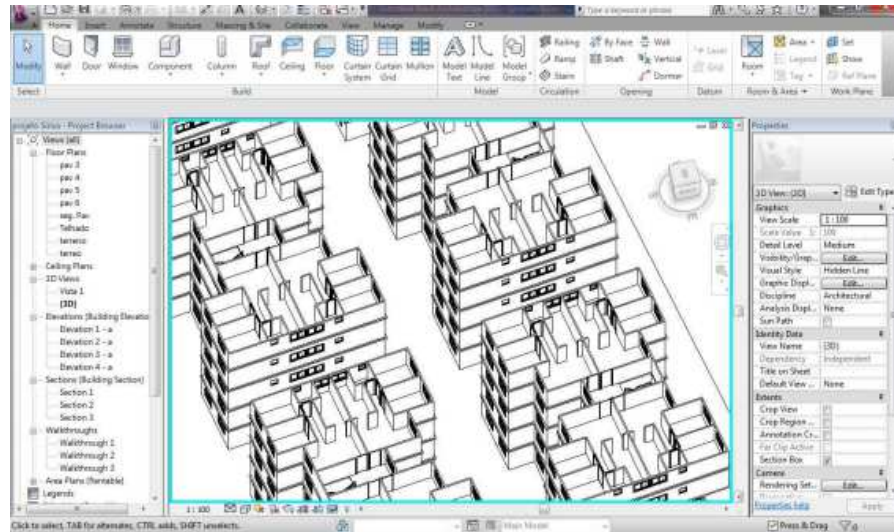 Type a keyword or phrase
Home Insert Annotate Structure Massing & Site Collaborate View Manage Modify
Modify Wall Door Window Component Column Roof Ceiling Floor Curtain System Curtain Grid Mullion Model Text Model Line Model Group
Railing By Face Wall Level Room Area Set
Ramp Shaft Vertical Grid Legend Show
Stair Dormer Tag Ref Plane
Select Build Model Circulation Opening Datum Room & Area Work Plane
projeto Sirius - Project Browser
Views (all)
Floor Plans
pav 3
pav 4
pav 5
pav 6
seg. Pav
Telhado
terreno
terreo
Ceiling Plans
3D Views
Vista 1
{3D}
Elevations (Building Elevatio
Elevation 1 - a
Elevation 2 - a
Elevation 3 - a
Elevation 4 - a
Sections (Building Section)
Section 1
Section 2
Section 3
Walkthroughs
Walkthrough 1
Walkthrough 2
Walkthrough 3
Area Plans (Rentable)
Legends
1 : 100
Properties
3D View: {3D} Edit Type
Graphics
View Scale 1 : 100
Scale Value 1: 100
Detail Level Medium
Visibility/Grap... Edit...
Visual Style Hidden Line
Graphic Displ... Edit...
Discipline Architectural
Analysis Displ... None
Sun Path
Identity Data
View Name {3D}
Dependency Independent
Title on Sheet
Default View ... None
Extents
Crop View
Crop Region ...
Annotation Cr...
Far Clip Active
Section Box
Camera
Rendering Set... Edit...
Properties help Apply
Click to select, TAB for alternates, CTRL adds, SHIFT unselects.
Main Model
Press & Drag